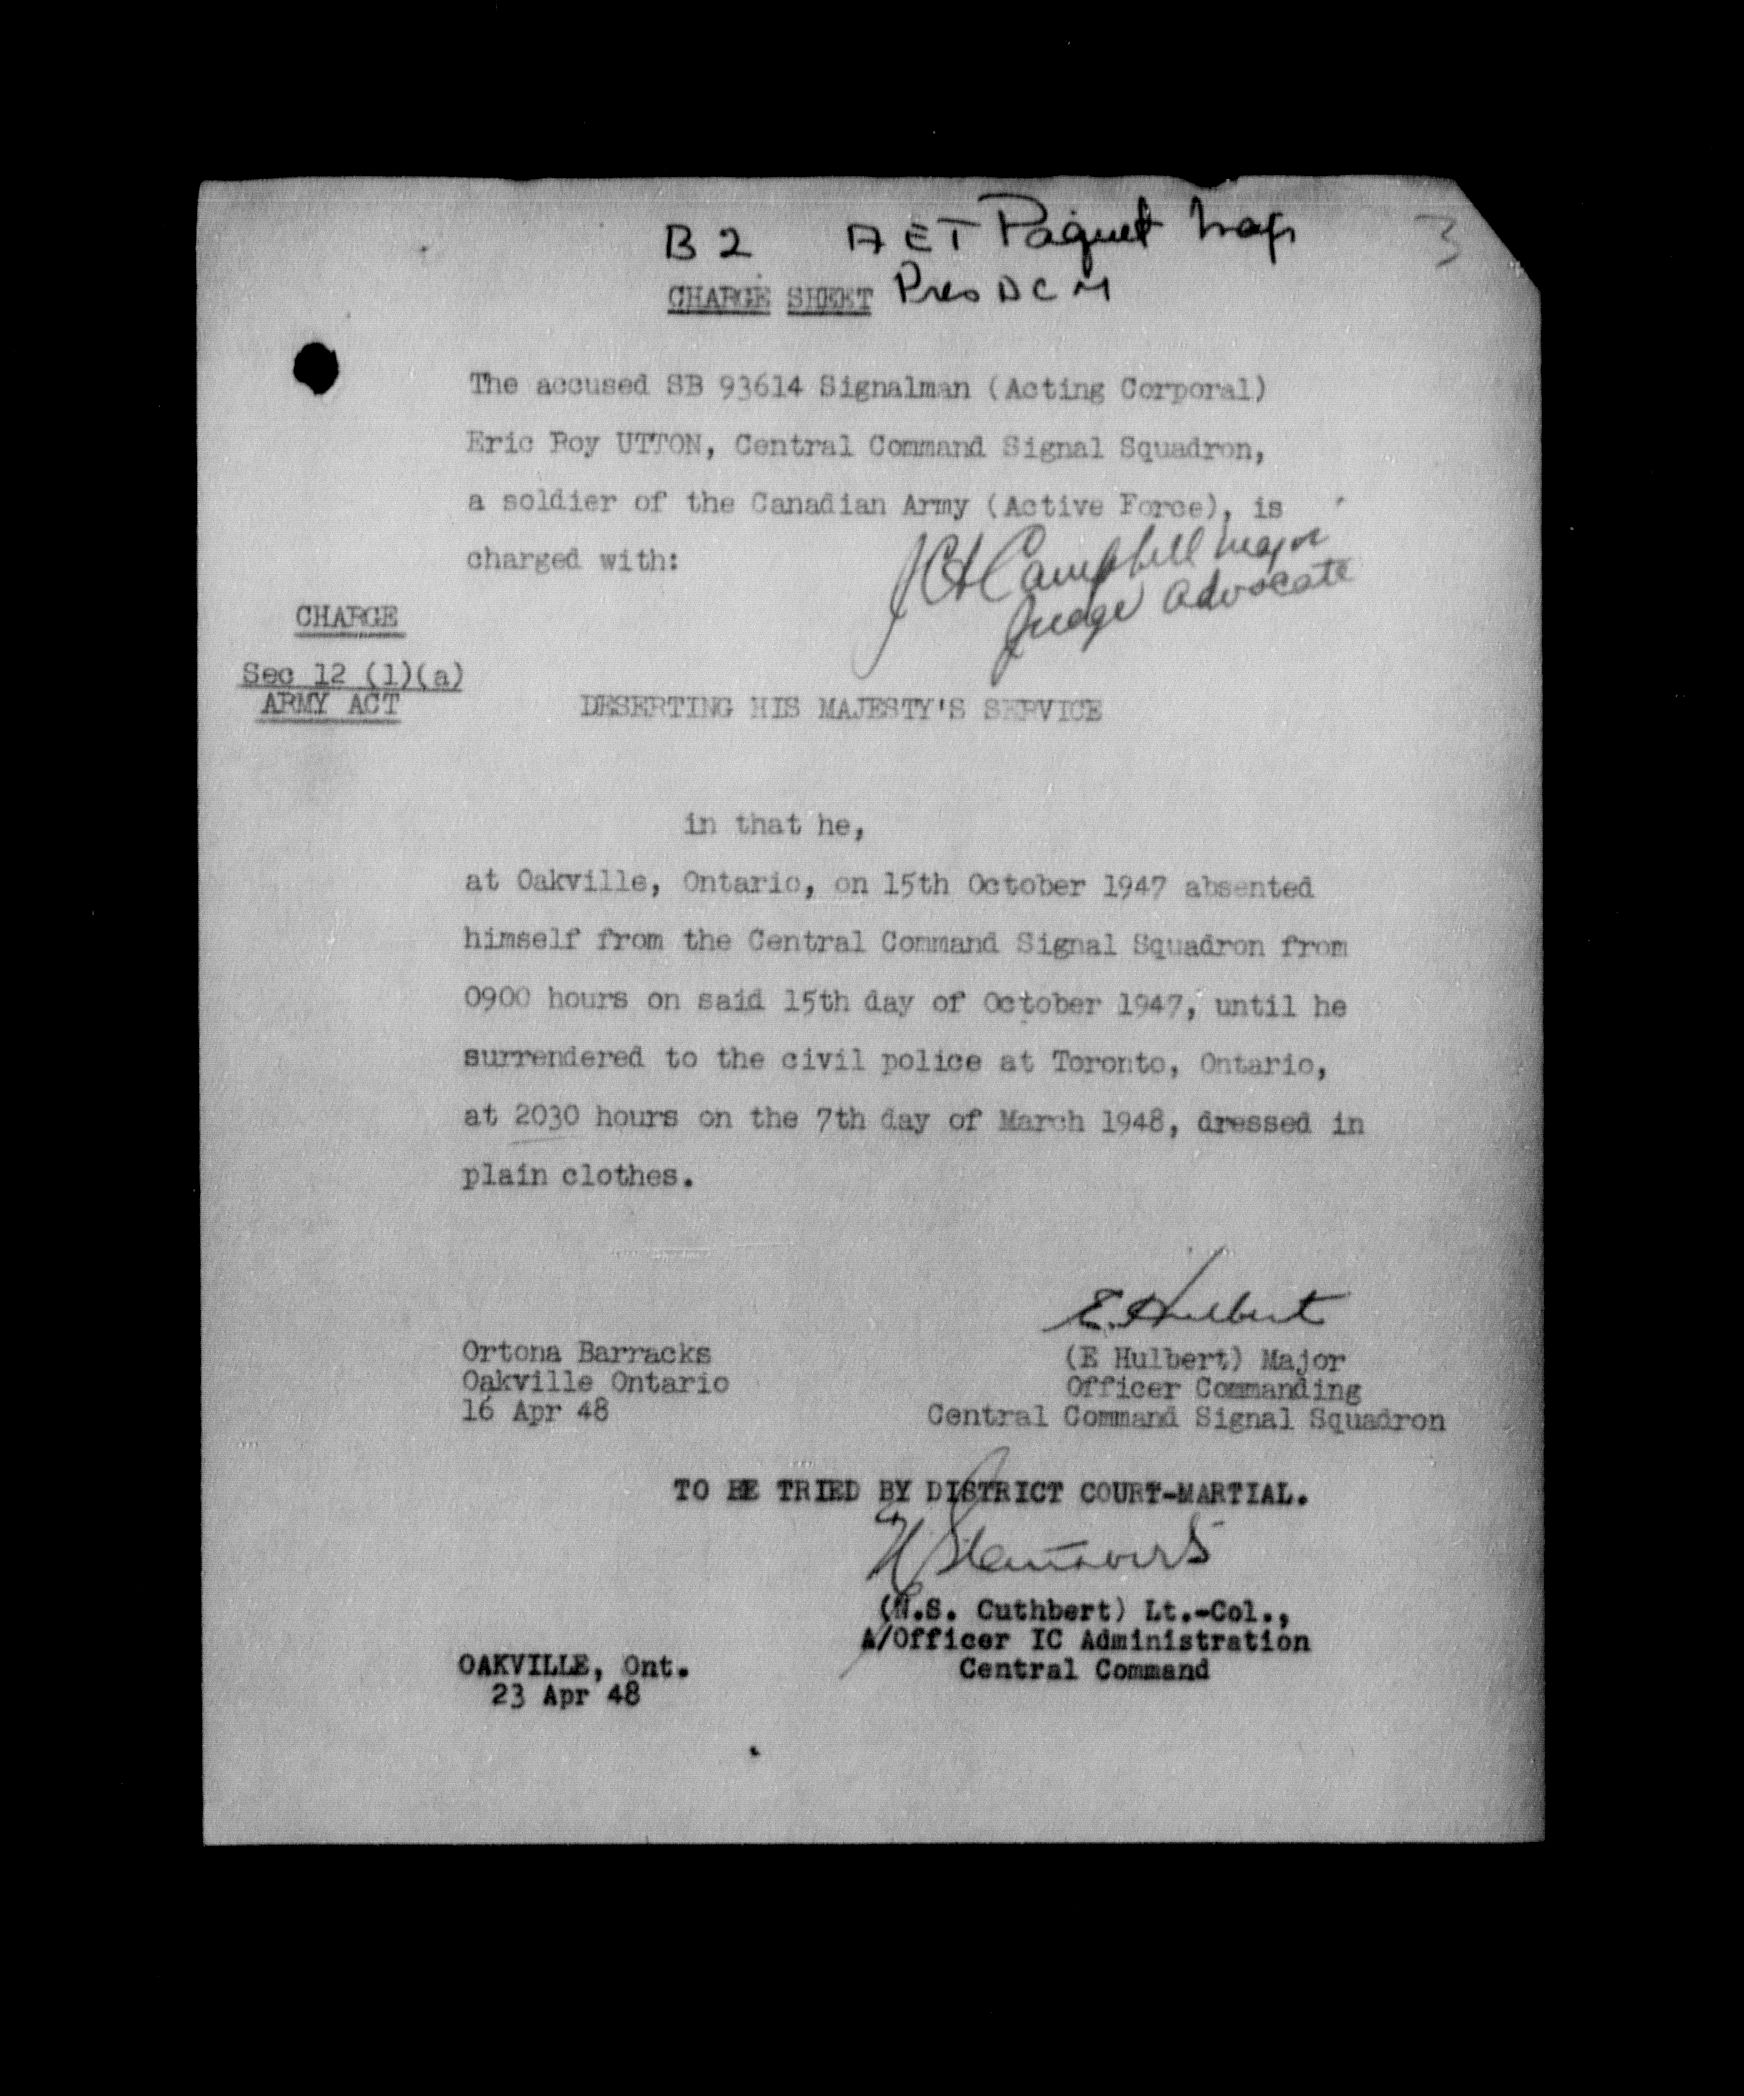 B2 AET Paquet Maj
3
CHARGE SHEET Pres DCM
The accused SB 93614 Signalman (Acting Corporal)
Eric Roy UTTON, Central Command Signal Squadron,
a soldier of the Canadian Army (Active Force), is
charged with:
JCA Campbell Major
Judge Advocate
CHARGE
Sec 12 (1)(a)
ARMY ACT
DESERTING HIS MAJESTY'S SERVICE
in that he,
at Oakville, Ontario, on 15th October 1947 absented
himself from the Central Command Signal Squadron from
0900 hours on said 15th day of October 1947, until he
surrendered to the civil police at Toronto, Ontario,
at 2030 hours on the 7th day of March 1948, dressed in
plain clothes.
E. Hulbert
Ortona Barracks (E Hulbert) Major
Oakville Ontario Officer Commanding
16 Apr 48 Central Command Signal Squadron
TO BE TRIED BY DISTRICT COURT-MARTIAL.
(W.S. Cuthbert) Lt.-Col.,
A/Officer IC Administration
OAKVILLE, Ont. Central Command
23 Apr 48